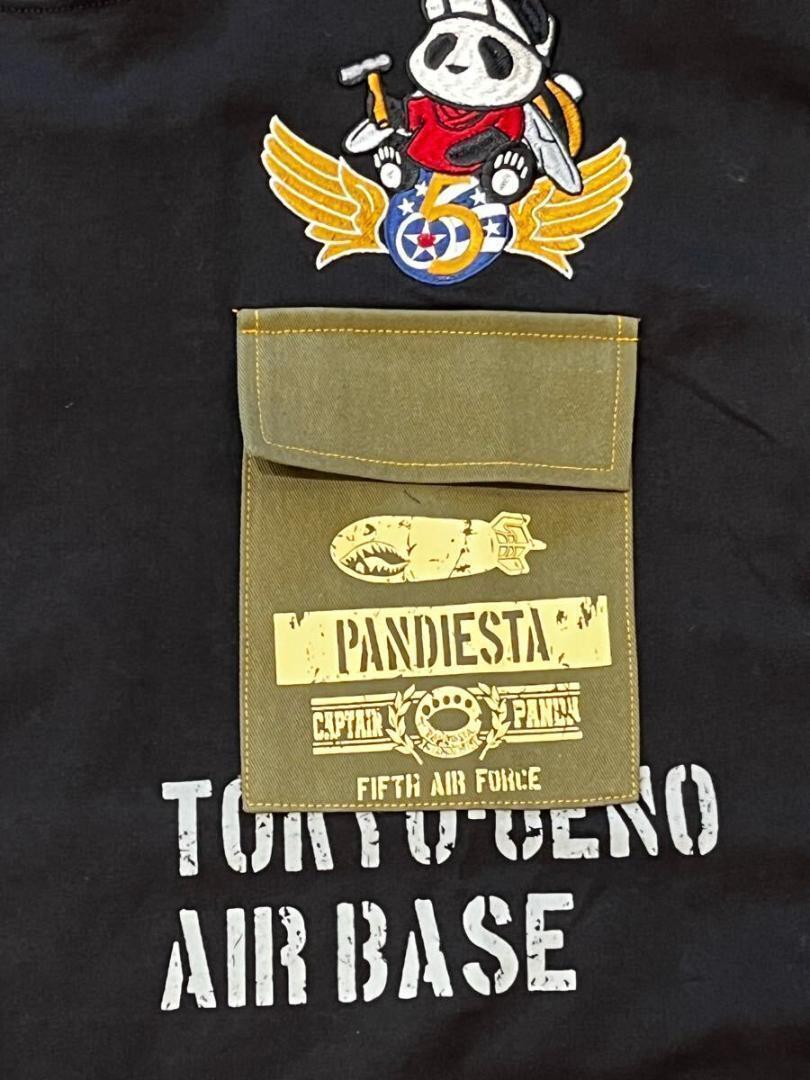 5
PANDIESTA
CAPTAIN PANDA
FIFTH AIR FORCE
TOKYO-UENO
AIR BASE